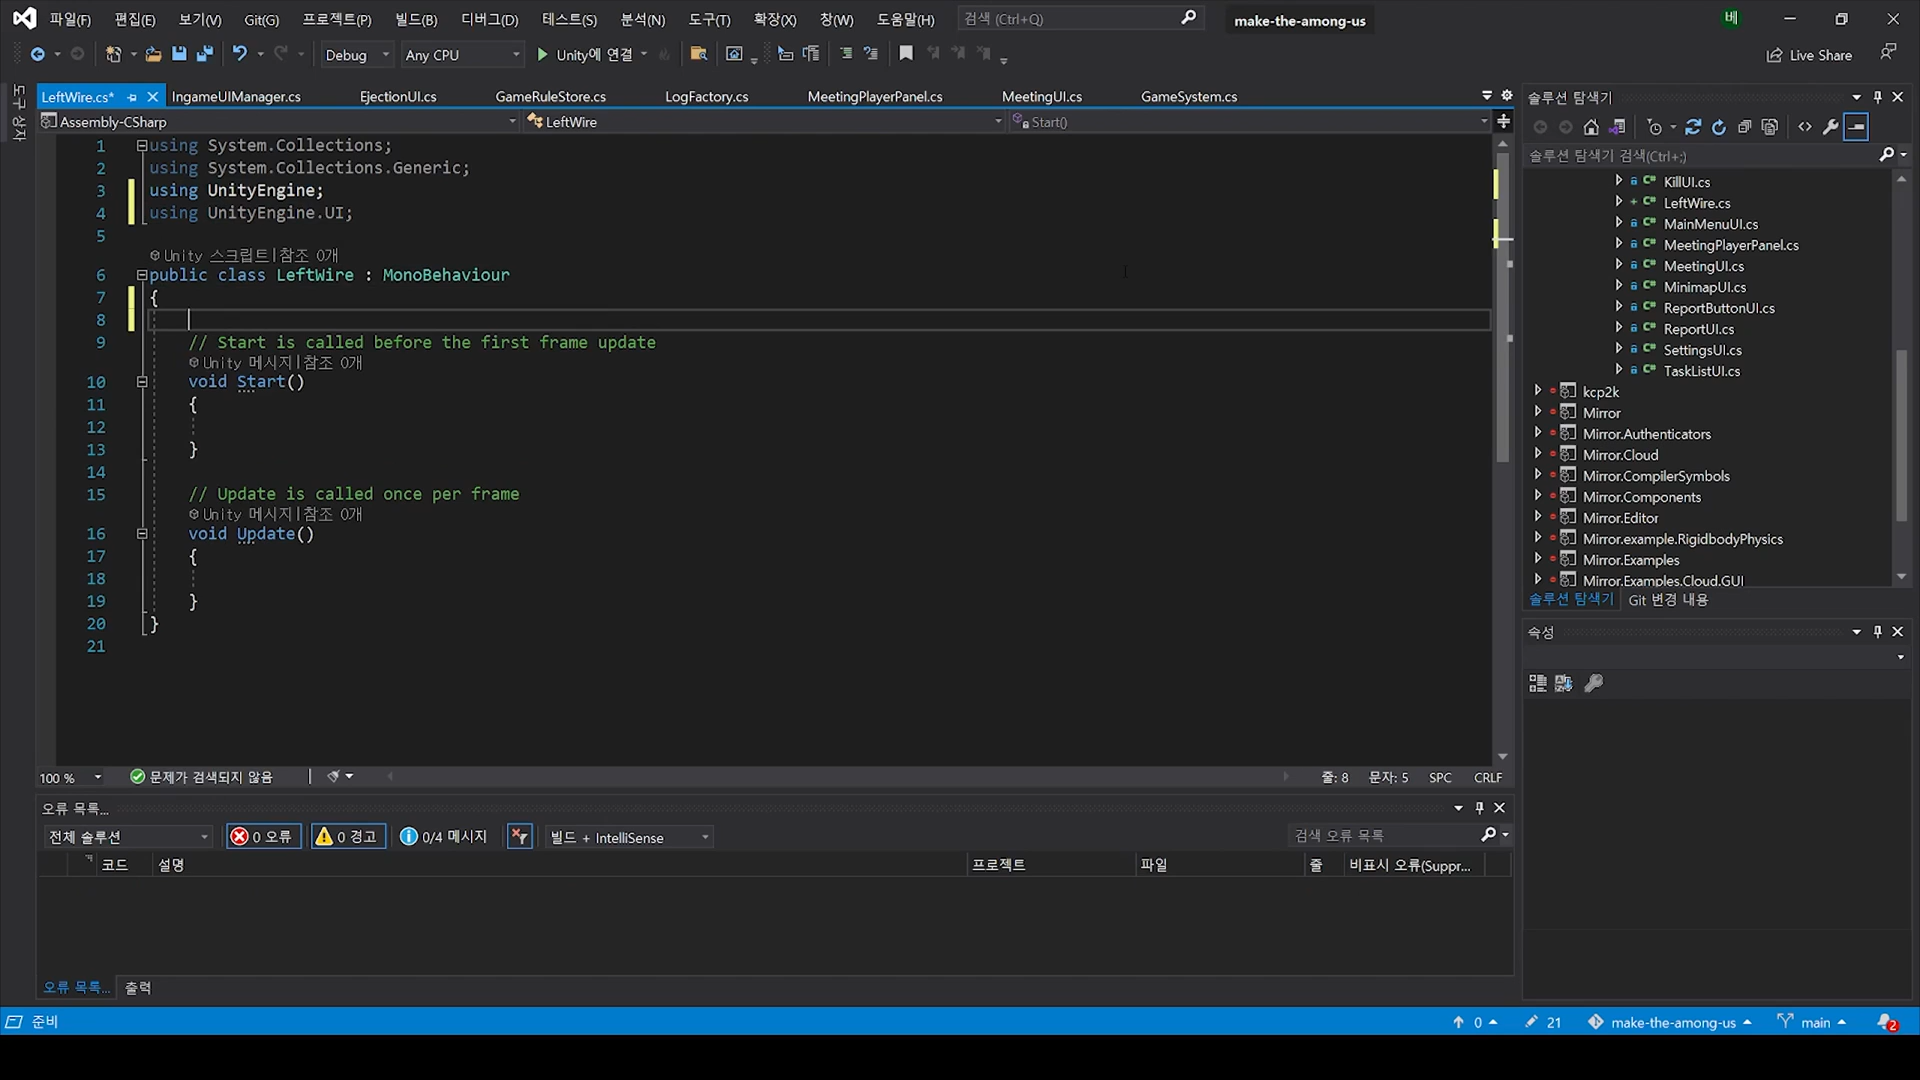 파일(F) 편집(E) 보기(V) Git(G) 프로젝트(P) 빌드(B) 디버그(D) 테스트(S) 분석(N) 도구(T) 확장(X) 창(W) 도움말(H) 검색 (Ctrl+Q) make-the-among-us 베
Debug Any CPU Unity에 연결 Live Share
도구 상자
LeftWire.cs* IngameUIManager.cs EjectionUI.cs GameRuleStore.cs LogFactory.cs MeetingPlayerPanel.cs MeetingUI.cs GameSystem.cs
Assembly-CSharp LeftWire Start()
1 using System.Collections;
2 using System.Collections.Generic;
3 using UnityEngine;
4 using UnityEngine.UI;
5
Unity 스크립트|참조 0개
6 public class LeftWire : MonoBehaviour
7 {
8
9 // Start is called before the first frame update
Unity 메시지|참조 0개
10 void Start()
11 {
12
13 }
14
15 // Update is called once per frame
Unity 메시지|참조 0개
16 void Update()
17 {
18
19 }
20 }
21
100 % 문제가 검색되지 않음 줄: 8 문자: 5 SPC CRLF
오류 목록...
전체 솔루션 0 오류 0 경고 0/4 메시지 빌드 + IntelliSense 검색 오류 목록
코드 설명 프로젝트 파일 줄 비표시 오류(Suppr...
오류 목록... 출력
솔루션 탐색기
솔루션 탐색기 검색(Ctrl+;)
KillUI.cs
LeftWire.cs
MainMenuUI.cs
MeetingPlayerPanel.cs
MeetingUI.cs
MinimapUI.cs
ReportButtonUI.cs
ReportUI.cs
SettingsUI.cs
TaskListUI.cs
kcp2k
Mirror
Mirror.Authenticators
Mirror.Cloud
Mirror.CompilerSymbols
Mirror.Components
Mirror.Editor
Mirror.example.RigidbodyPhysics
Mirror.Examples
Mirror.Examples.Cloud.GUI
솔루션 탐색기 Git 변경 내용
속성
준비 0 21 make-the-among-us main 2